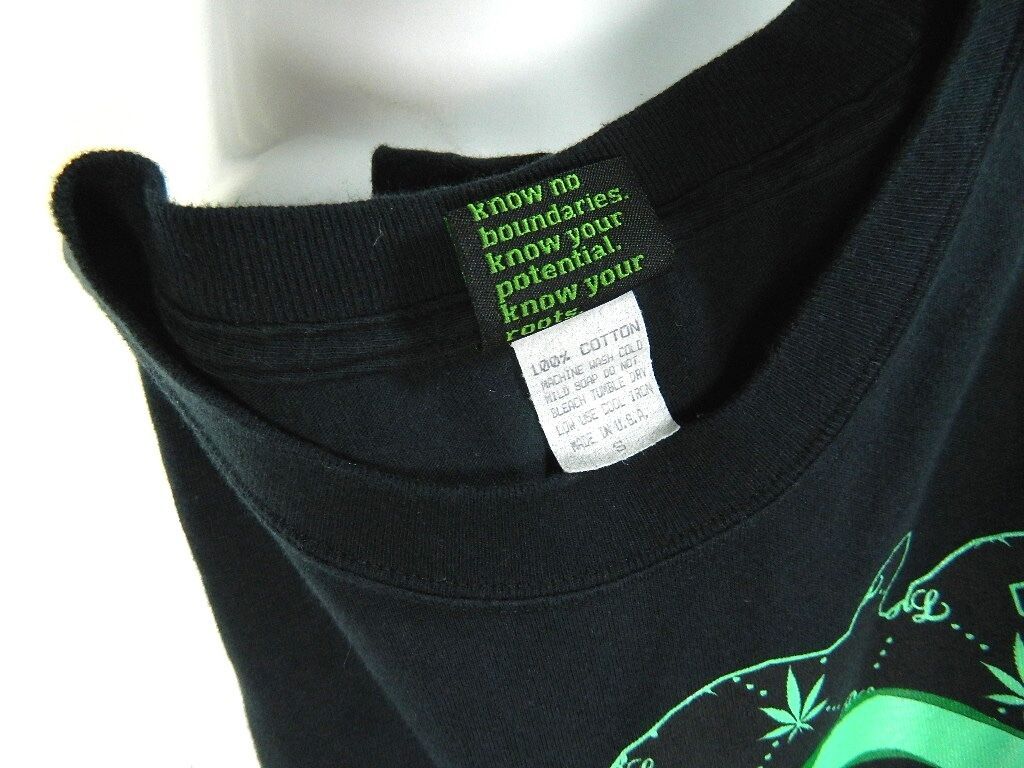 know no
boundaries.
know your
potential.
know your
roots.
100% COTTON
MACHINE WASH COLD
MILD SOAP DO NOT
BLEACH TUMBLE DRY
LOW USE COOL IRON
MADE IN U.S.A.
S